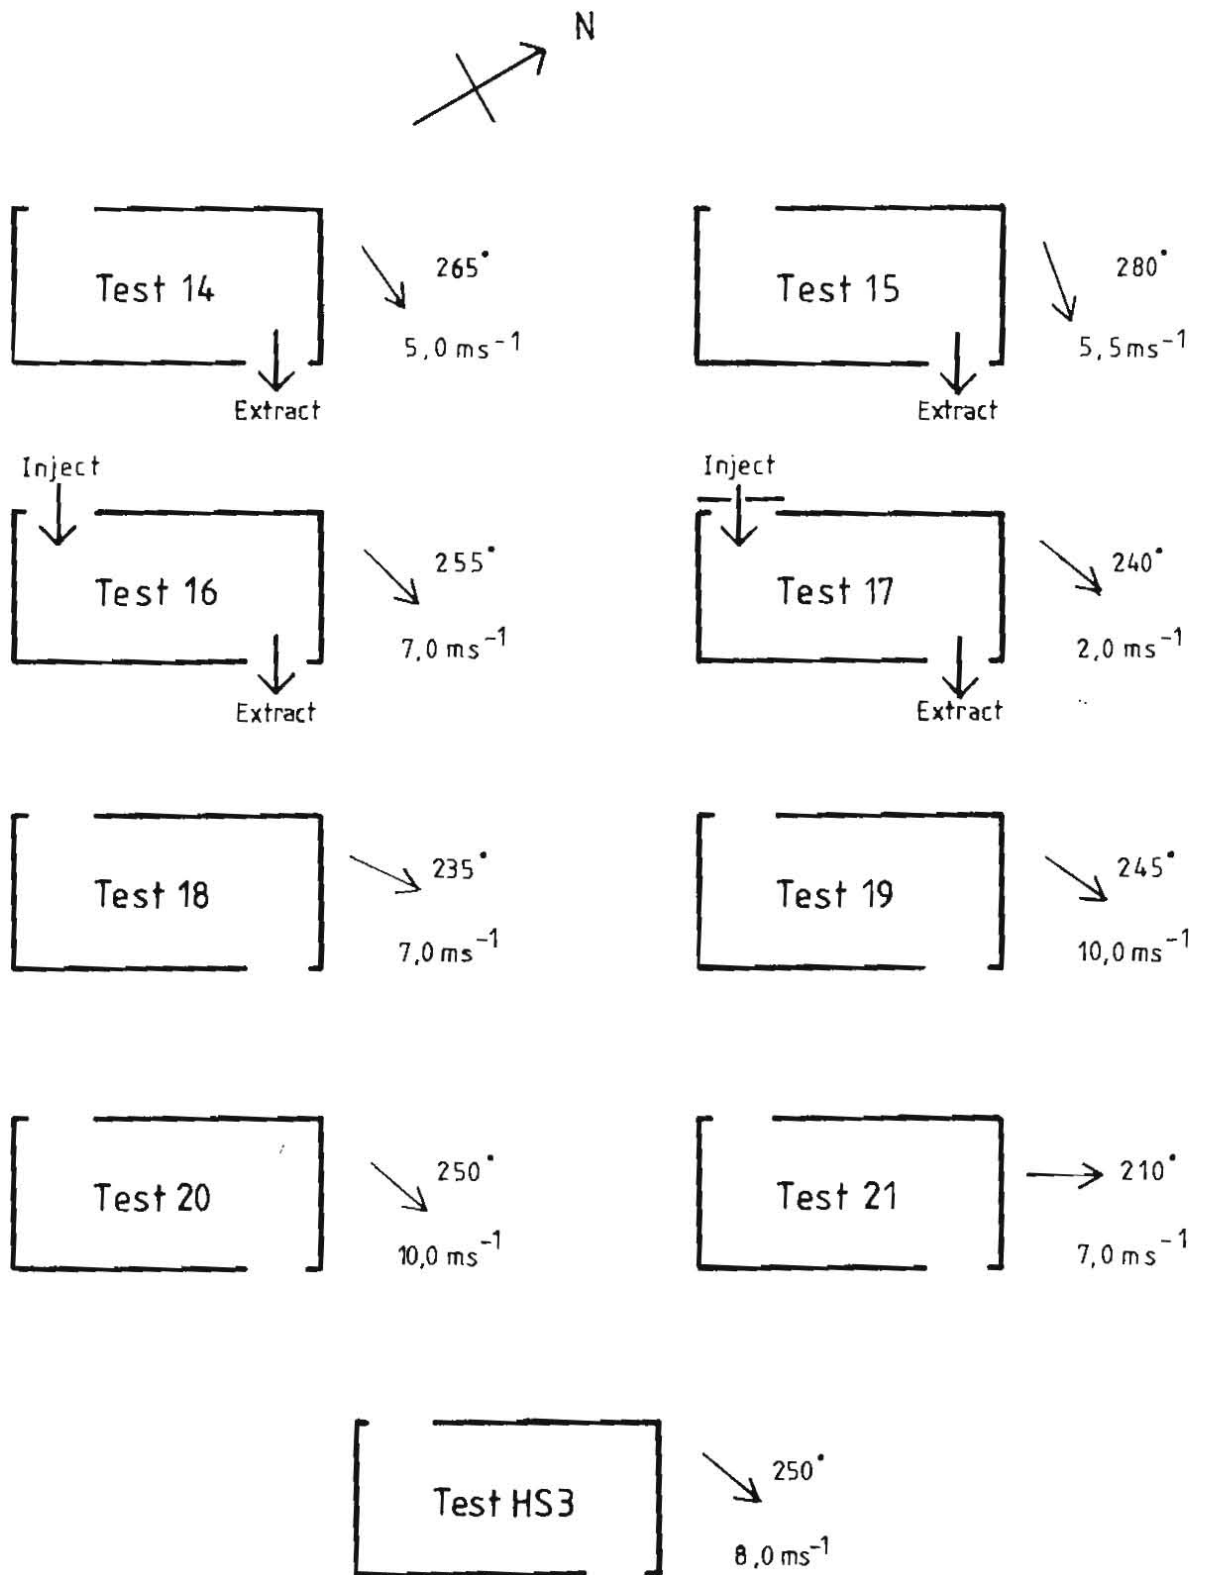 N
Test 14
265°
5,0 ms⁻¹
Extract
Test 15
280°
5,5 ms⁻¹
Extract
Inject
Test 16
255°
7,0 ms⁻¹
Extract
Inject
Test 17
240°
2,0 ms⁻¹
Extract
Test 18
235°
7,0 ms⁻¹
Test 19
245°
10,0 ms⁻¹
Test 20
250°
10,0 ms⁻¹
Test 21
210°
7,0 ms⁻¹
Test HS3
250°
8,0 ms⁻¹